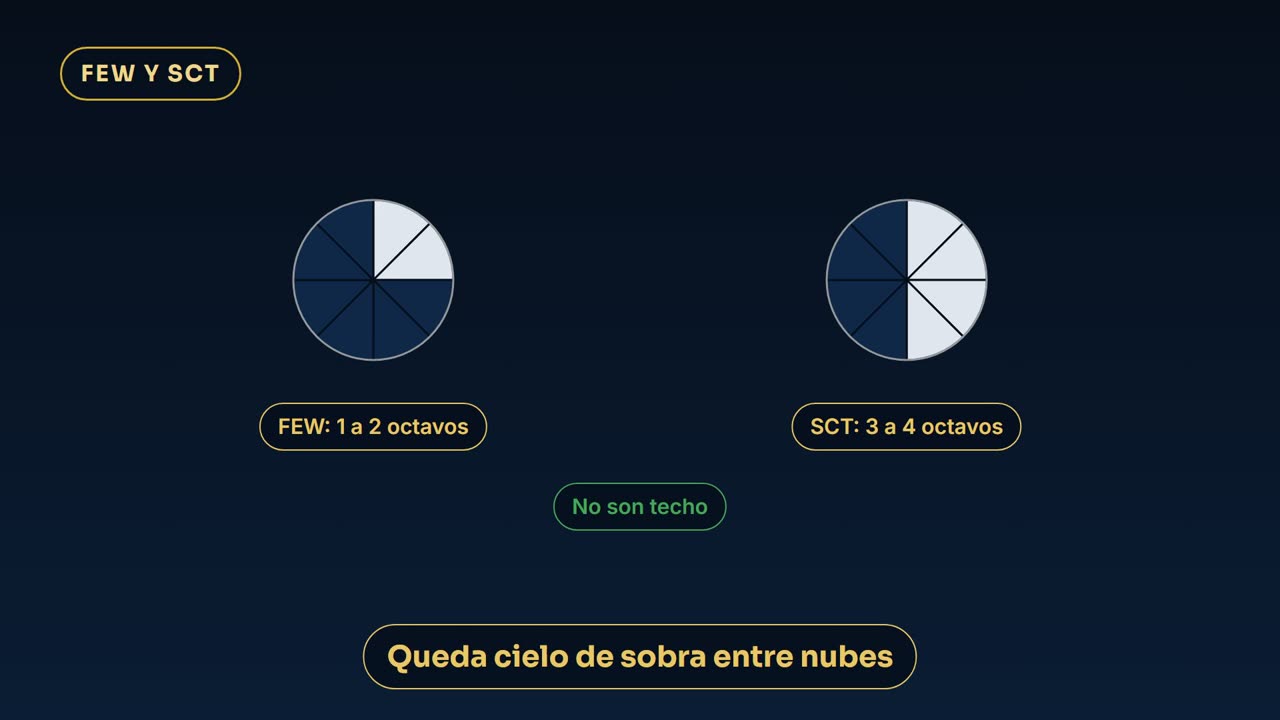 FEW Y SCT
FEW: 1 a 2 octavos
SCT: 3 a 4 octavos
No son techo
Queda cielo de sobra entre nubes